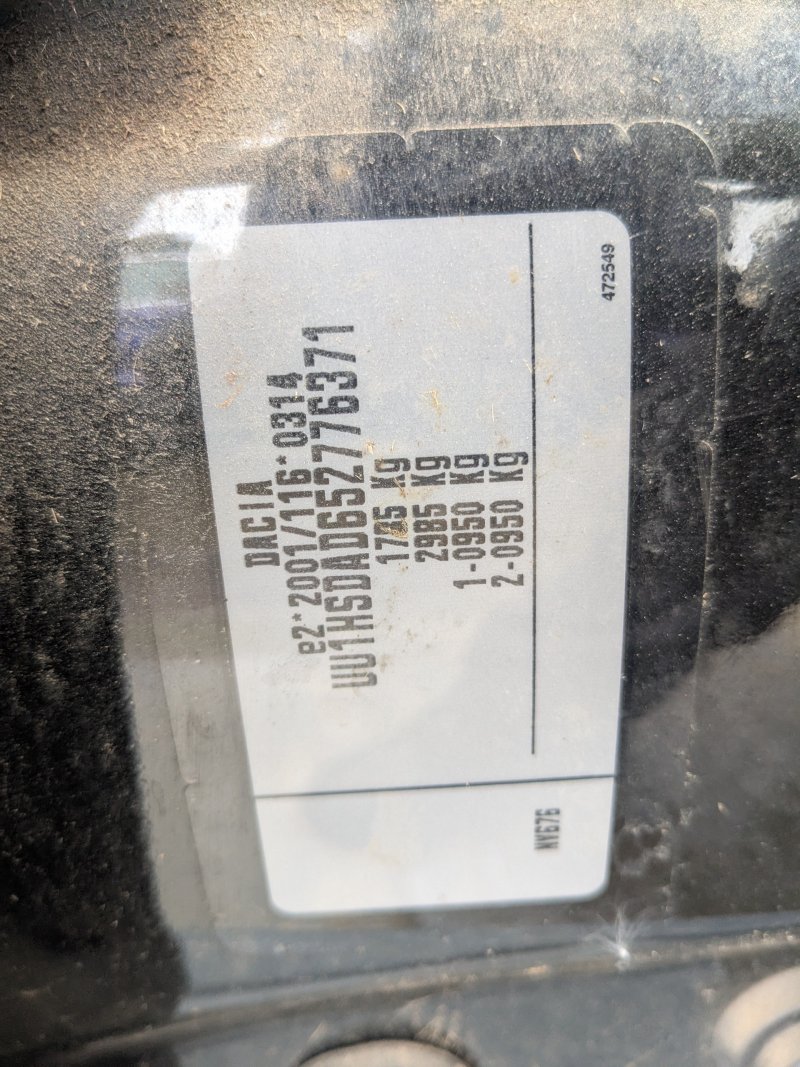 DACIA
e2*2001/116*0314
UU1HSDAD652776371
1785 Kg
2985 Kg
1-0950 Kg
2-0950 Kg
NV676
472549